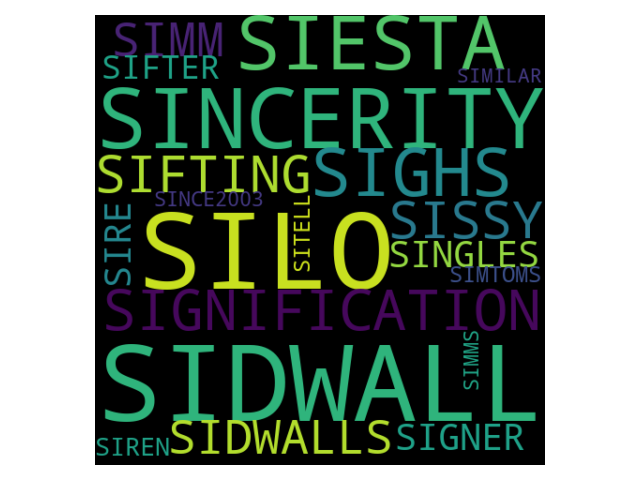 SIMM
SIESTA
SIFTER
SIMILAR
SINCERITY
SIFTING
SIGHS
SINCE2003
SIRE
SILO
SITELL
SISSY
SINGLES
SIMTOMS
SIGNIFICATION
SIDWALL
SIMMS
SIREN
SIDWALLS
SIGNER